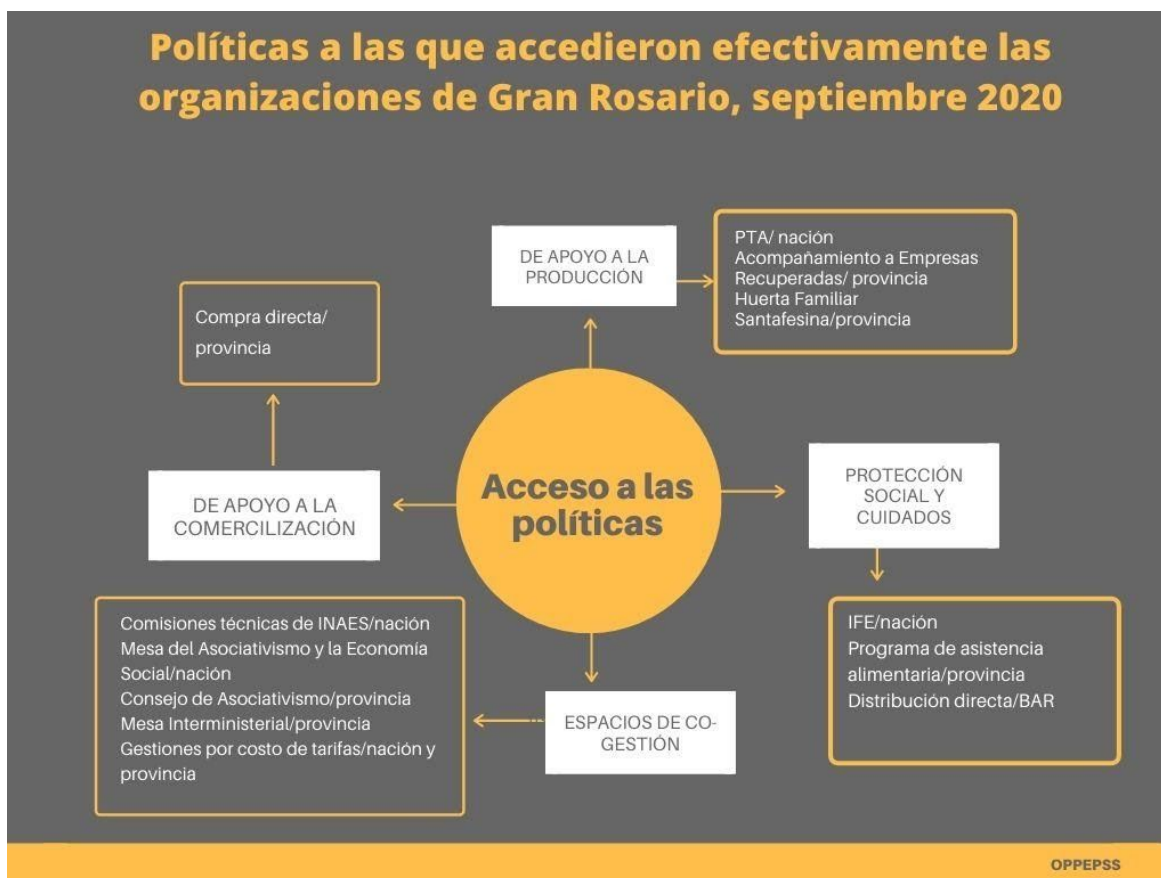 Políticas a las que accedieron efectivamente las
organizaciones de Gran Rosario, septiembre 2020
DE APOYO A LA
PRODUCCIÓN
PTA/ nación
Acompañamiento a Empresas
Recuperadas/ provincia
Huerta Familiar
Santafesina/provincia
Compra directa/
provincia
Acceso a las
políticas
DE APOYO A LA
COMERCILIZACIÓN
PROTECCIÓN
SOCIAL Y
CUIDADOS
Comisiones técnicas de INAES/nación
Mesa del Asociativismo y la Economía
Social/nación
Consejo de Asociativismo/provincia
Mesa Interministerial/provincia
Gestiones por costo de tarifas/nación y
provincia
ESPACIOS DE CO-
GESTIÓN
IFE/nación
Programa de asistencia
alimentaria/provincia
Distribución directa/BAR
OPPEPSS